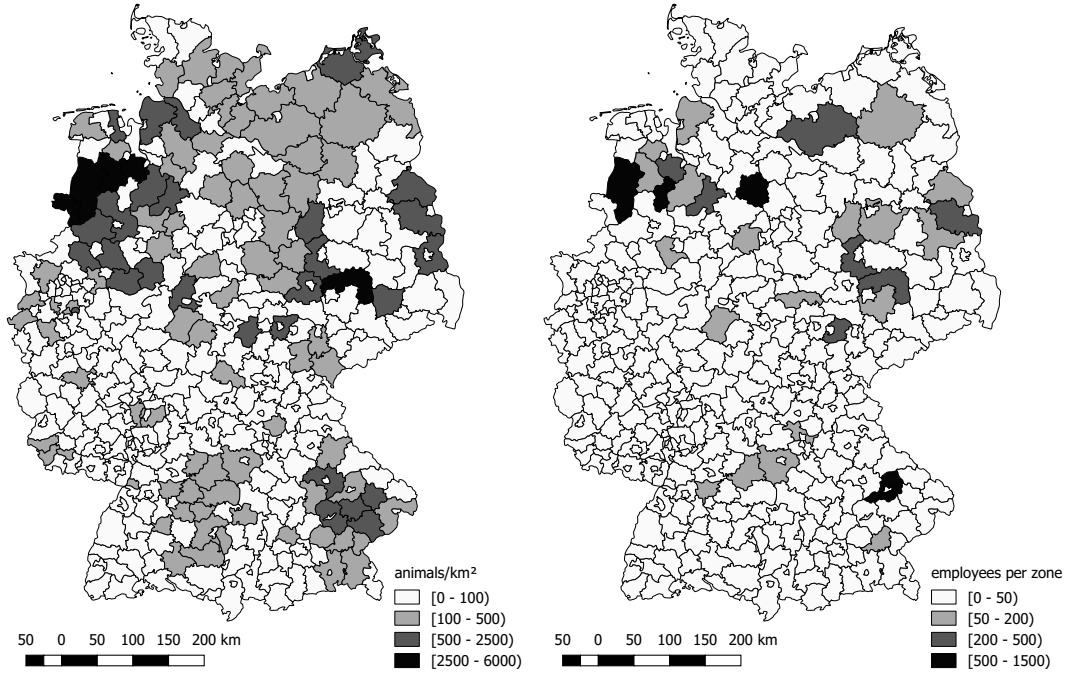 animals/km²
[0 - 100)
[100 - 500)
[500 - 2500)
[2500 - 6000)
50 0 50 100 150 200 km
employees per zone
[0 - 50)
[50 - 200)
[200 - 500)
[500 - 1500)
50 0 50 100 150 200 km